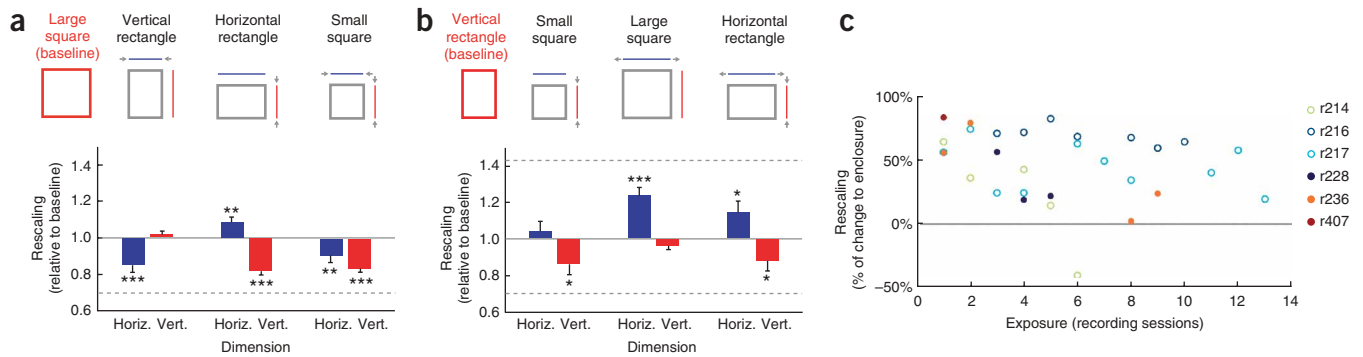 a
Large square (baseline)
Vertical rectangle
Horizontal rectangle
Small square
Rescaling (relative to baseline)
1.4
1.2
1.0
0.8
0.6
***
**
***
**
***
Horiz. Vert.
Horiz. Vert.
Horiz. Vert.
Dimension
b
Vertical rectangle (baseline)
Small square
Large square
Horizontal rectangle
Rescaling (relative to baseline)
1.4
1.2
1.0
0.8
0.6
*
***
*
*
Horiz. Vert.
Horiz. Vert.
Horiz. Vert.
Dimension
c
Rescaling (% of change to enclosure)
100%
50%
0%
–50%
0
2
4
6
8
10
12
14
Exposure (recording sessions)
r214
r216
r217
r228
r236
r407